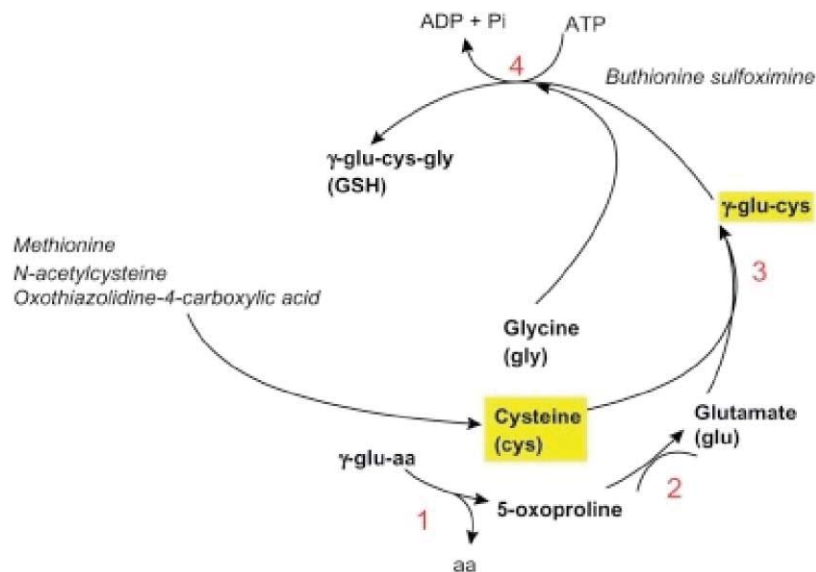 ADP + Pi
ATP
4
Buthionine sulfoximine
γ-glu-cys-gly
(GSH)
γ-glu-cys
Methionine
N-acetylcysteine
Oxothiazolidine-4-carboxylic acid
3
Glycine
(gly)
Cysteine
(cys)
Glutamate
(glu)
γ-glu-aa
5-oxoproline
2
1
aa